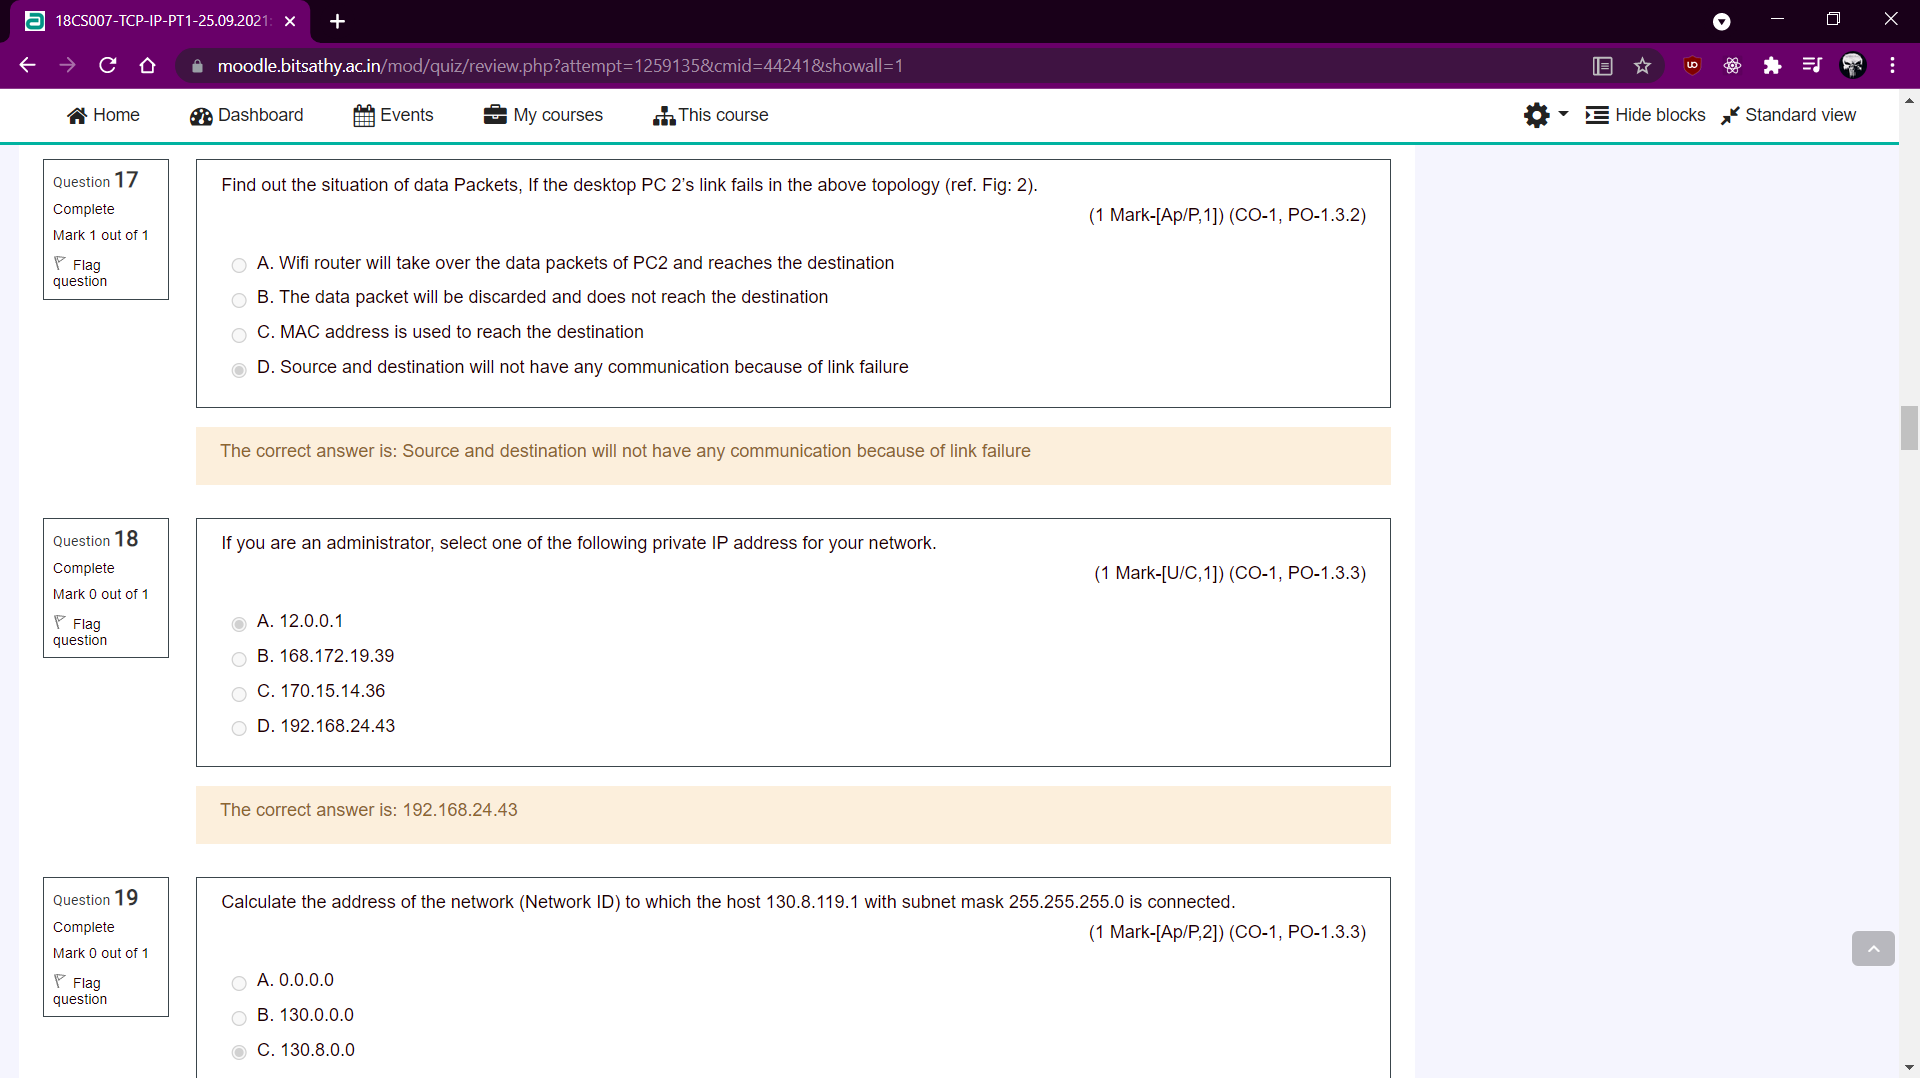 18CS007-TCP-IP-PT1-25.09.2021
moodle.bitsathy.ac.in/mod/quiz/review.php?attempt=1259135&cmid=44241&showall=1
Home Dashboard Events My courses This course Hide blocks Standard view
Question 17
Complete
Mark 1 out of 1
Flag question
Find out the situation of data Packets, If the desktop PC 2’s link fails in the above topology (ref. Fig: 2).
(1 Mark-[Ap/P,1]) (CO-1, PO-1.3.2)
A. Wifi router will take over the data packets of PC2 and reaches the destination
B. The data packet will be discarded and does not reach the destination
C. MAC address is used to reach the destination
D. Source and destination will not have any communication because of link failure
The correct answer is: Source and destination will not have any communication because of link failure
Question 18
Complete
Mark 0 out of 1
Flag question
If you are an administrator, select one of the following private IP address for your network.
(1 Mark-[U/C,1]) (CO-1, PO-1.3.3)
A. 12.0.0.1
B. 168.172.19.39
C. 170.15.14.36
D. 192.168.24.43
The correct answer is: 192.168.24.43
Question 19
Complete
Mark 0 out of 1
Flag question
Calculate the address of the network (Network ID) to which the host 130.8.119.1 with subnet mask 255.255.255.0 is connected.
(1 Mark-[Ap/P,2]) (CO-1, PO-1.3.3)
A. 0.0.0.0
B. 130.0.0.0
C. 130.8.0.0